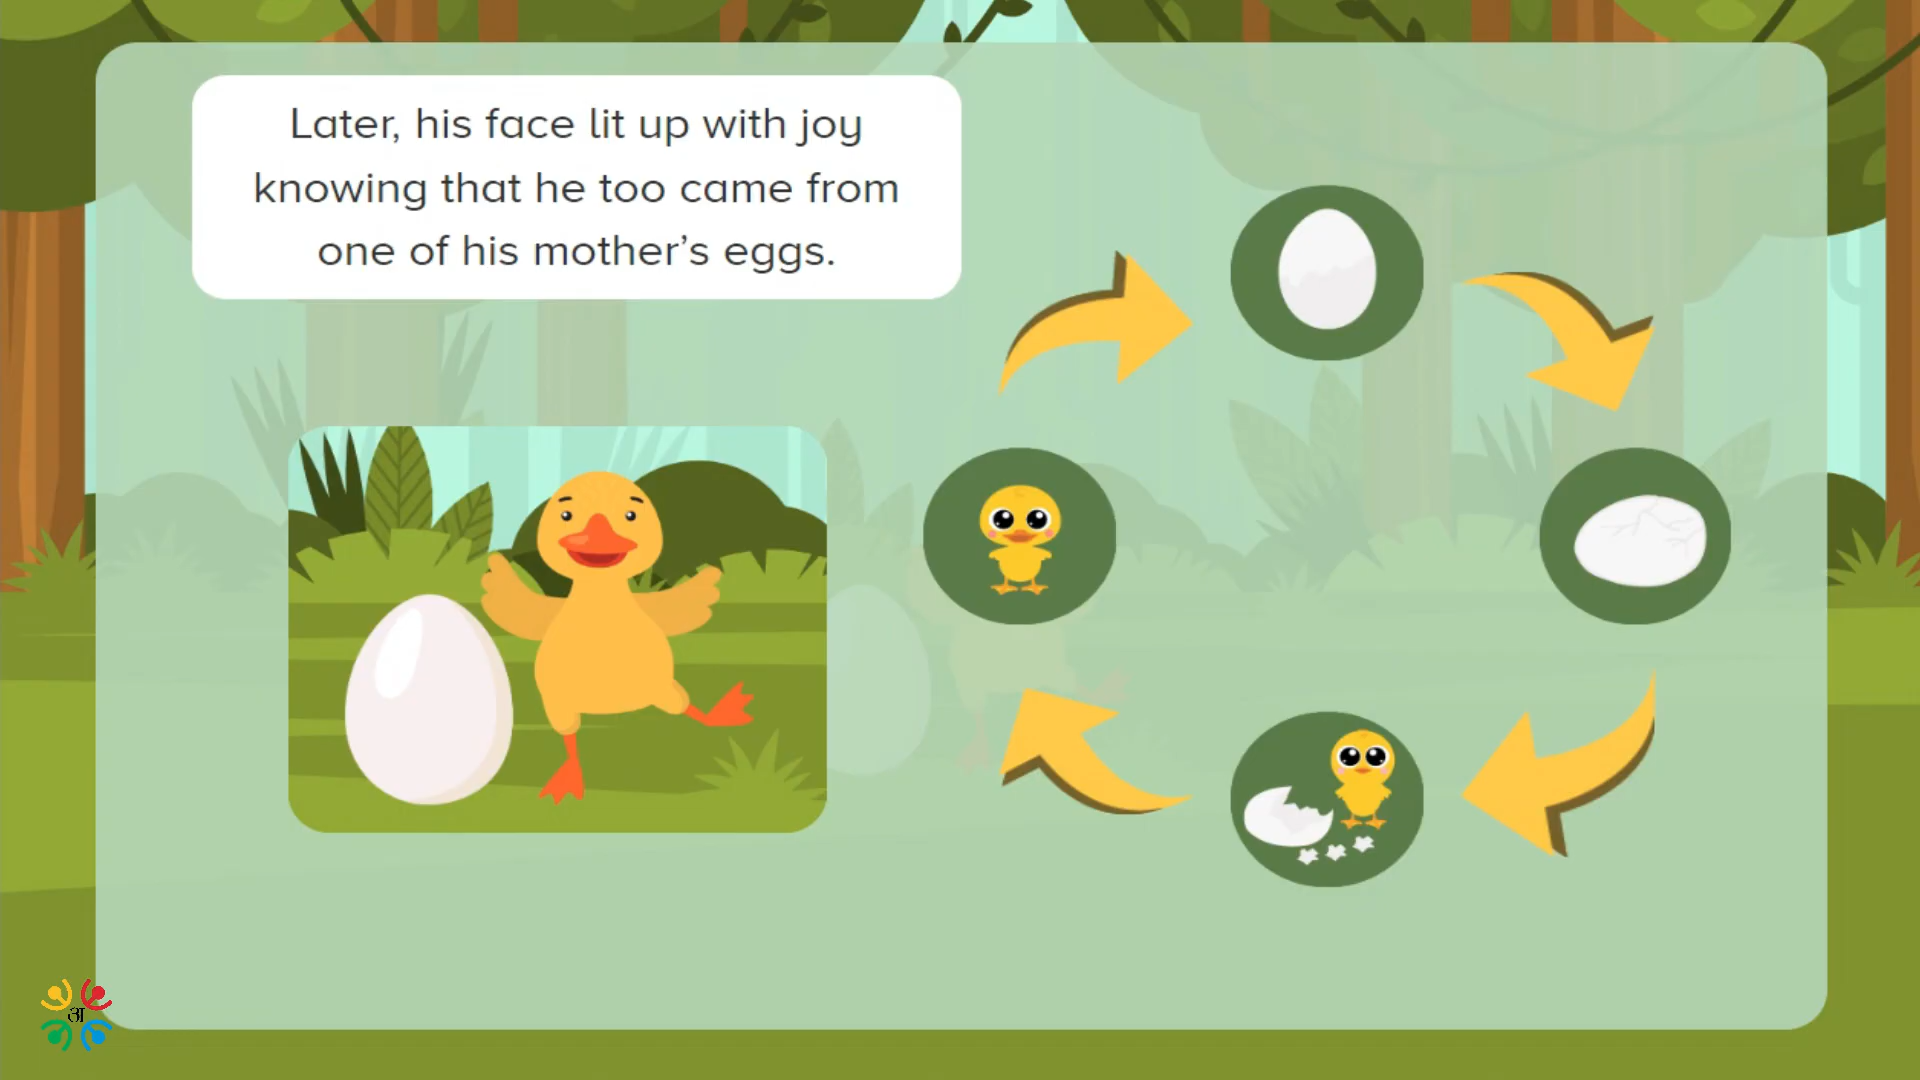 Later, his face lit up with joy
knowing that he too came from
one of his mother’s eggs.
अ